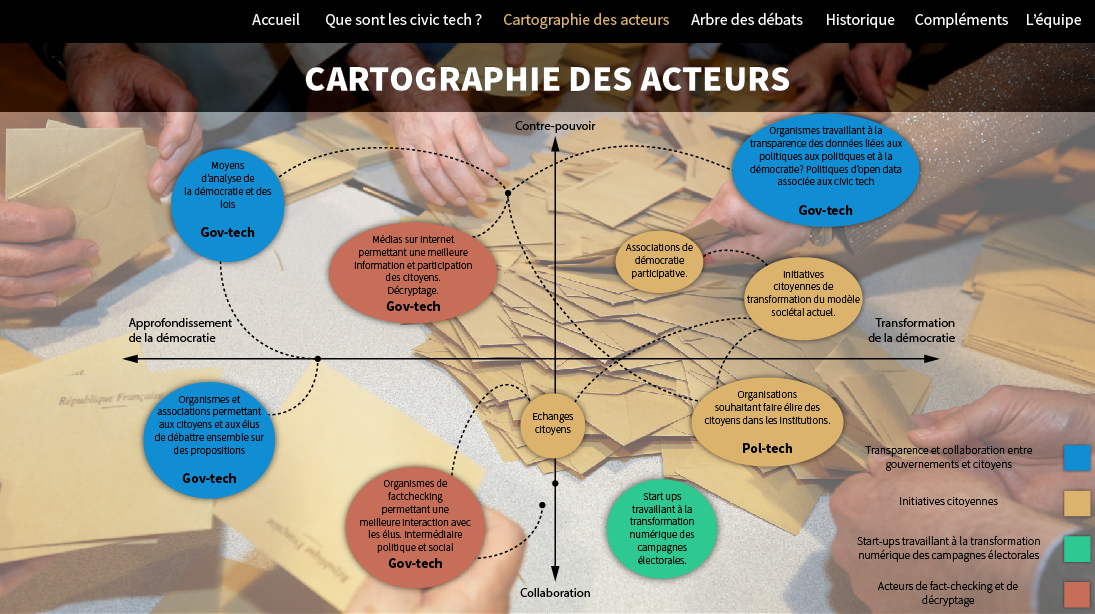 Accueil Que sont les civic tech ? Cartographie des acteurs Arbre des débats Historique Compléments L'équipe
CARTOGRAPHIE DES ACTEURS
Contre-pouvoir
Moyens
d'analyse de
la démocratie et des
lois
Gov-tech
Organismes travaillant à la
transparence des données liées aux
politiques aux politiques et à la
démocratie? Politiques d'open data
associée aux civic tech
Gov-tech
Médias sur internet
permettant une meilleure
information et participation
des citoyens.
Décryptage.
Gov-tech
Associations de
démocratie
participative.
Initiatives
citoyennes de
transformation du modèle
sociétal actuel.
Approfondissement
de la démocratie
Transformation
de la démocratie
République Française
Organismes et
associations permettant
aux citoyens et aux élus
de débattre ensemble sur
des propositions
Gov-tech
Echanges
citoyens
Organisations
souhaitant faire élire des
citoyens dans les institutions.
Pol-tech
Organismes de
factchecking
permettant une
meilleure interaction avec
les élus. Intermédiaire
politique et social
Gov-tech
Start ups
travaillant à la
transformation
numérique des
campagnes
électorales.
Collaboration
Transparence et collaboration entre
gouvernements et citoyens
Initiatives citoyennes
Start-ups travaillant à la transformation
numérique des campagnes électorales
Acteurs de fact-checking et de
décryptage